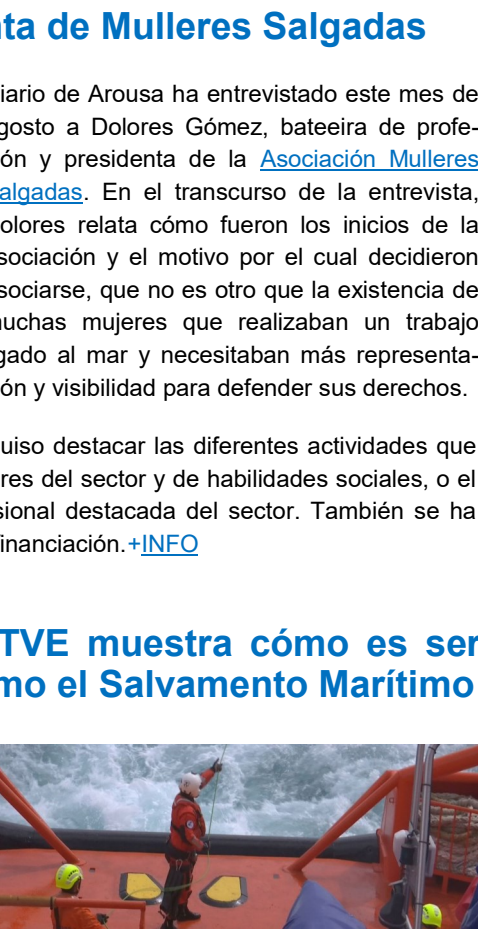 nta de Mulleres Salgadas
iario de Arousa ha entrevistado este mes de
gosto a Dolores Gómez, bateeira de profe-
ón y presidenta de la Asociación Mulleres
algadas. En el transcurso de la entrevista,
olores relata cómo fueron los inicios de la
sociación y el motivo por el cual decidieron
sociarse, que no es otro que la existencia de
muchas mujeres que realizaban un trabajo
gado al mar y necesitaban más representa-
ón y visibilidad para defender sus derechos.
uiso destacar las diferentes actividades que
res del sector y de habilidades sociales, o el
sional destacada del sector. También se ha
financiación.+INFO
TVE muestra cómo es ser
mo el Salvamento Marítimo